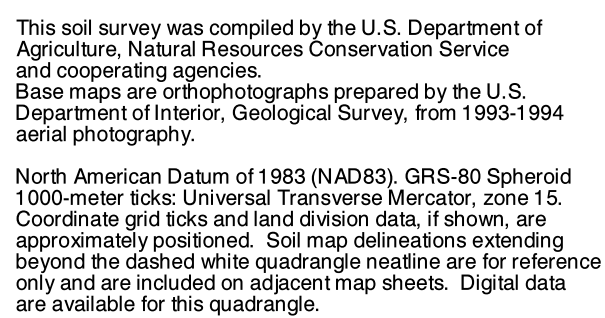 This soil survey was compiled by the U.S. Department of
Agriculture, Natural Resources Conservation Service
and cooperating agencies.
Base maps are orthophotographs prepared by the U.S.
Department of Interior, Geological Survey, from 1993-1994
aerial photography.
North American Datum of 1983 (NAD83). GRS-80 Spheroid
1000-meter ticks: Universal Transverse Mercator, zone 15.
Coordinate grid ticks and land division data, if shown, are
approximately positioned.  Soil map delineations extending
beyond the dashed white quadrangle neatline are for reference
only and are included on adjacent map sheets.  Digital data
are available for this quadrangle.